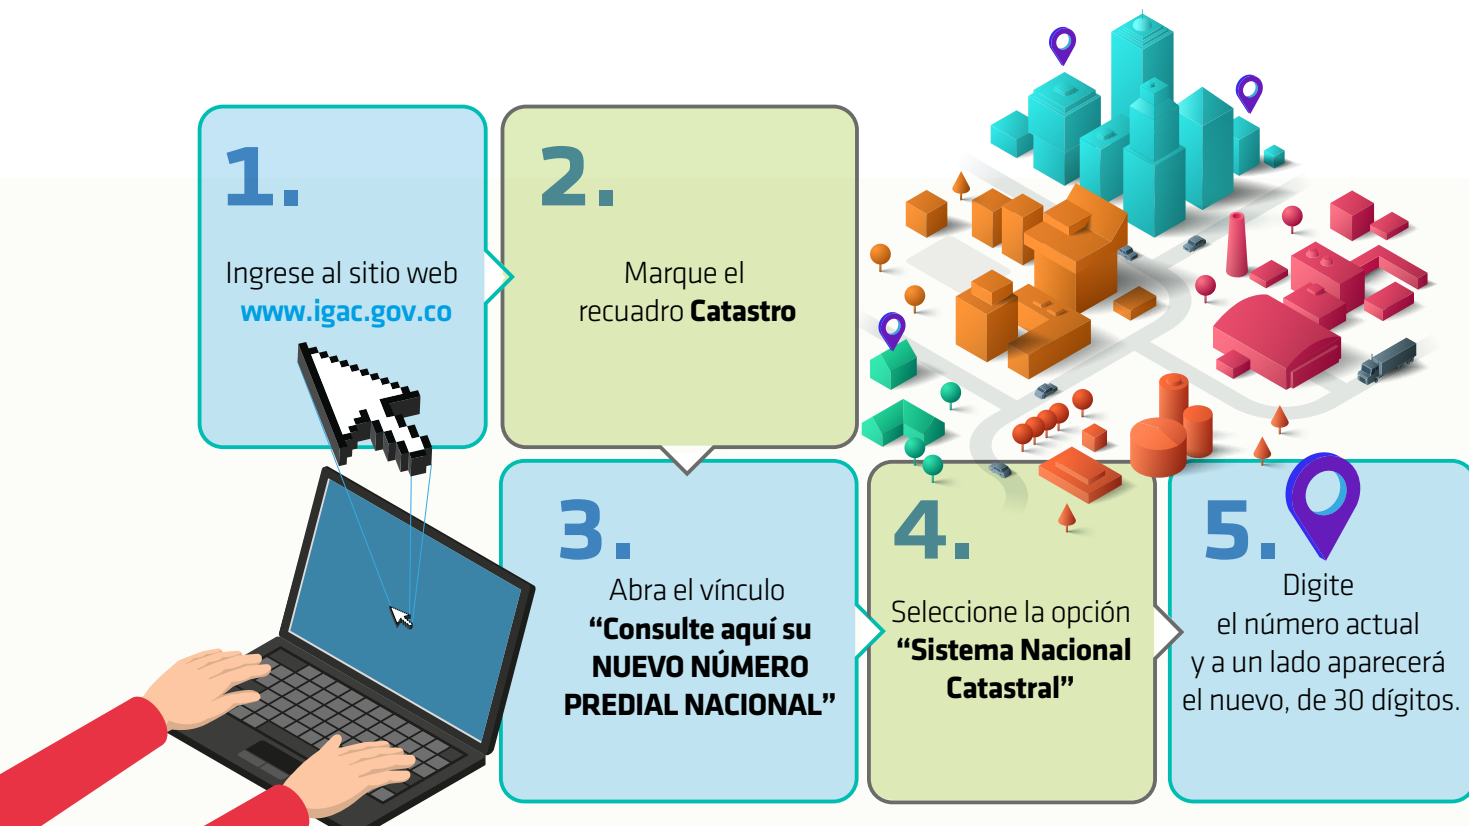 1.
Ingrese al sitio web
www.igac.gov.co
2.
Marque el
recuadro Catastro
3.
Abra el vínculo
“Consulte aquí su
NUEVO NÚMERO
PREDIAL NACIONAL”
4.
Seleccione la opción
“Sistema Nacional
Catastral”
5.
Digite
el número actual
y a un lado aparecerá
el nuevo, de 30 dígitos.